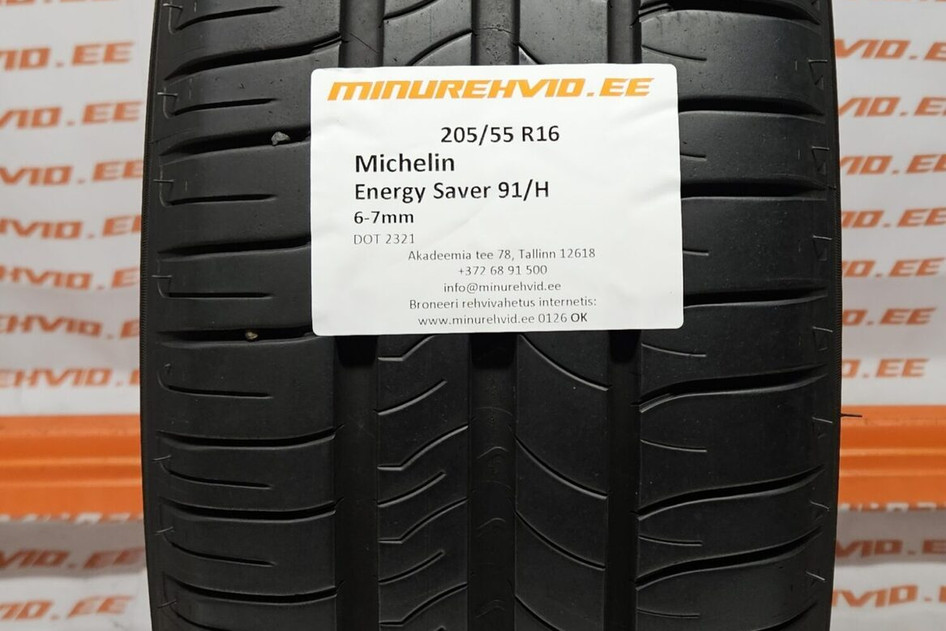 MINUREHVID.EE
205/55 R16
Michelin
Energy Saver 91/H
6-7mm
DOT 2321
Akadeemia tee 78, Tallinn 12618
+372 68 91 500
info@minurehvid.ee
Broneeri rehvivahetus internetis:
www.minurehvid.ee 0126 OK